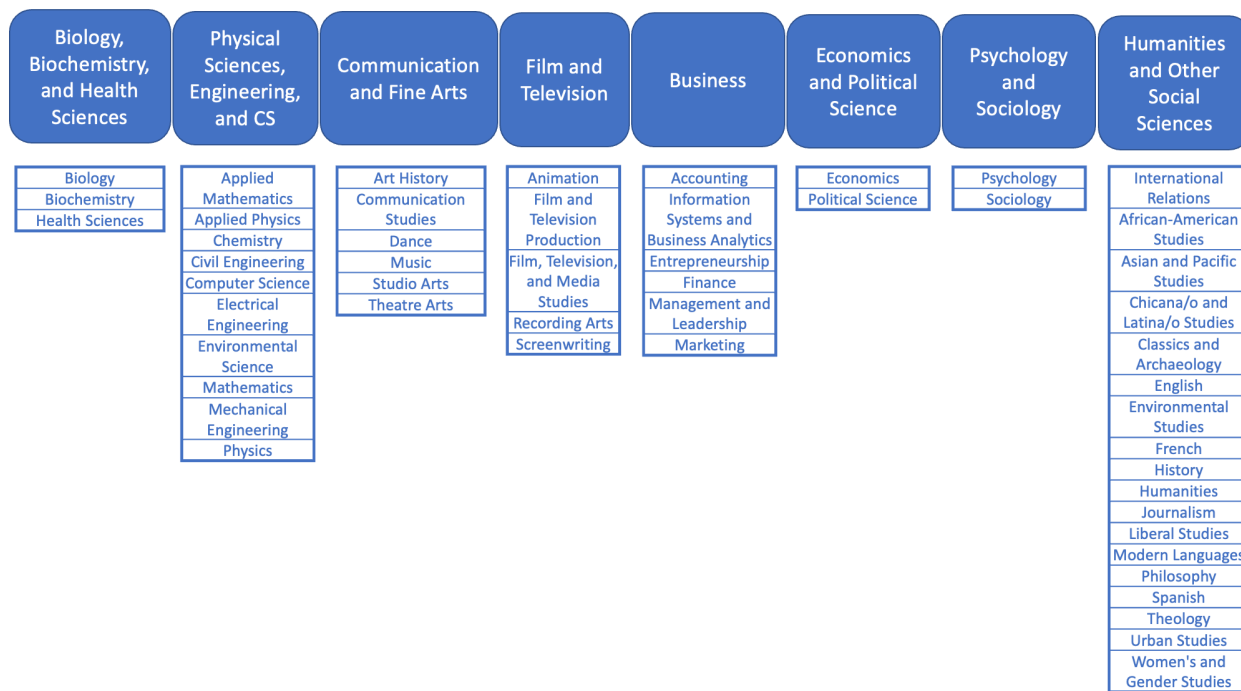 Biology,
Biochemistry,
and Health
Sciences
Physical
Sciences,
Engineering,
and CS
Communication
and Fine Arts
Film and
Television
Business
Economics
and Political
Science
Psychology
and
Sociology
Humanities
and Other
Social
Sciences
Biology
Biochemistry
Health Sciences
Applied
Mathematics
Applied Physics
Chemistry
Civil Engineering
Computer Science
Electrical
Engineering
Environmental
Science
Mathematics
Mechanical
Engineering
Physics
Art History
Communication
Studies
Dance
Music
Studio Arts
Theatre Arts
Animation
Film and
Television
Production
Film, Television,
and Media
Studies
Recording Arts
Screenwriting
Accounting
Information
Systems and
Business Analytics
Entrepreneurship
Finance
Management and
Leadership
Marketing
Economics
Political Science
Psychology
Sociology
International
Relations
African-American
Studies
Asian and Pacific
Studies
Chicana/o and
Latina/o Studies
Classics and
Archaeology
English
Environmental
Studies
French
History
Humanities
Journalism
Liberal Studies
Modern Languages
Philosophy
Spanish
Theology
Urban Studies
Women's and
Gender Studies